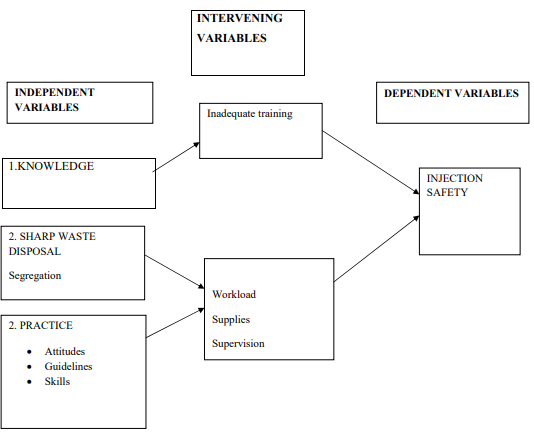 INTERVENING
VARIABLES
INDEPENDENT
VARIABLES
DEPENDENT VARIABLES
Inadequate training
1.KNOWLEDGE
INJECTION
SAFETY
2. SHARP WASTE
DISPOSAL
Segregation
Workload
Supplies
Supervision
2. PRACTICE
• Attitudes
• Guidelines
• Skills